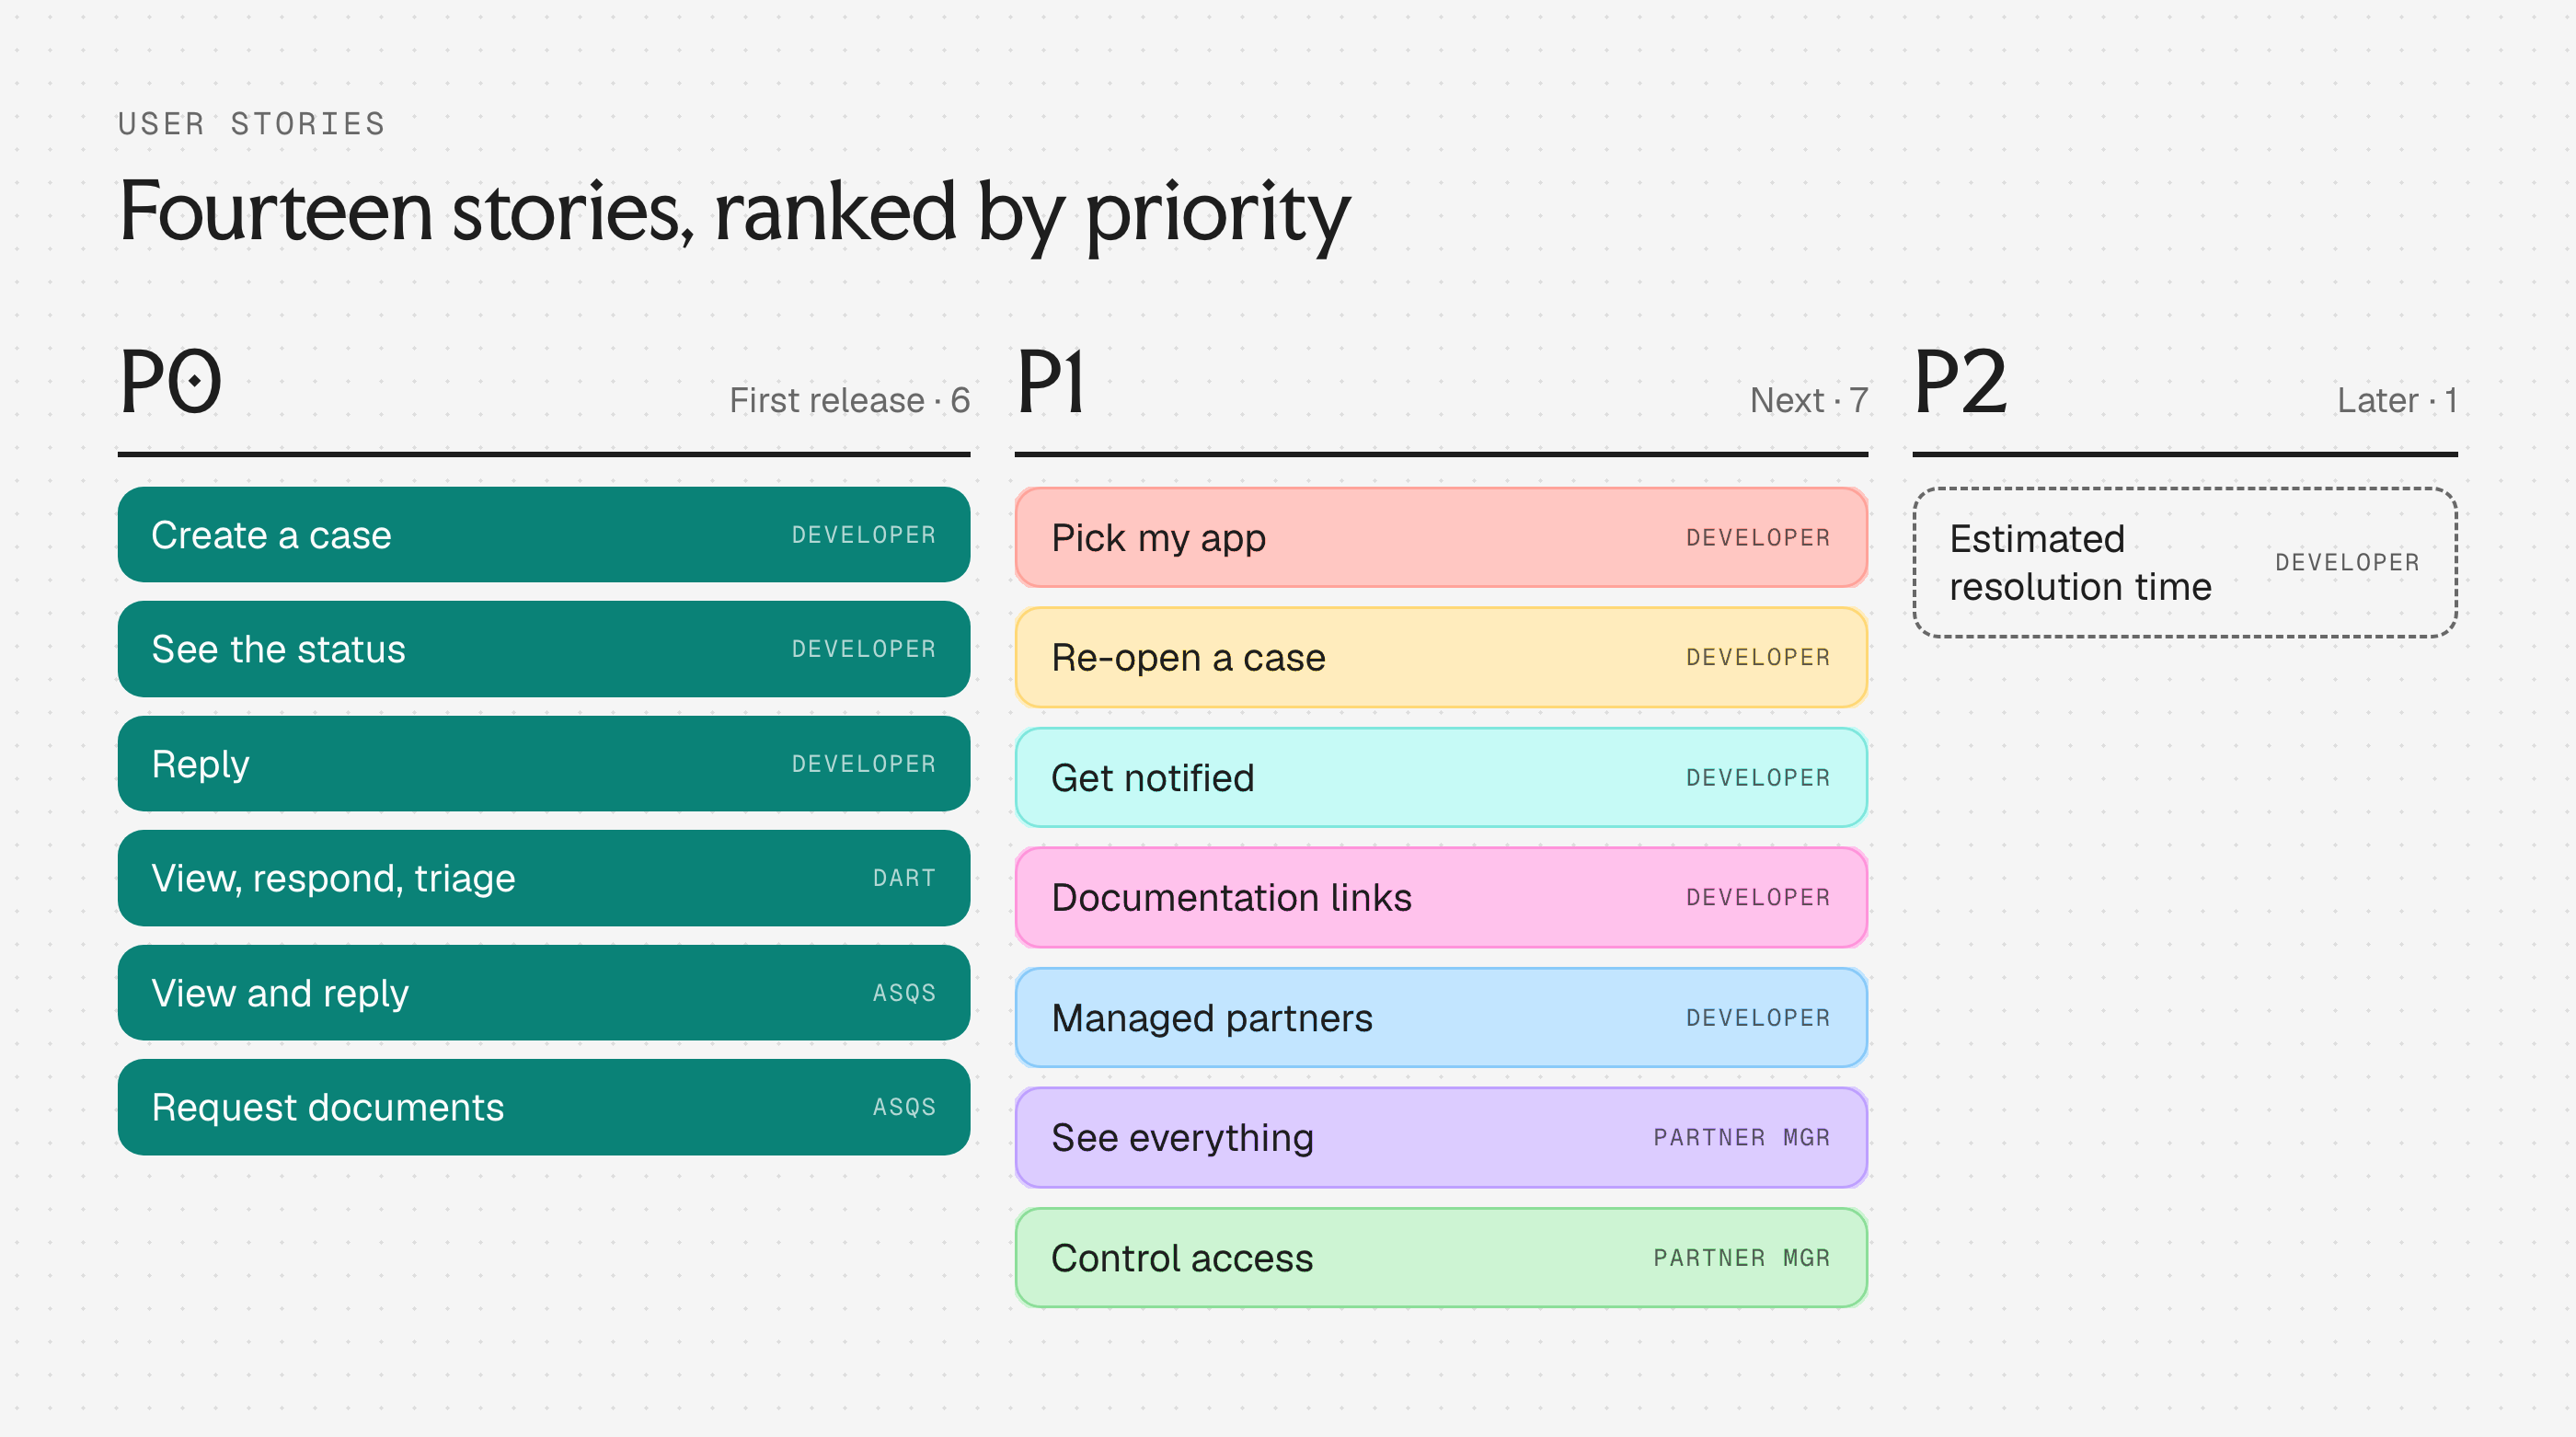 USER STORIES
Fourteen stories, ranked by priority
P0
First release · 6
Create a case
DEVELOPER
See the status
DEVELOPER
Reply
DEVELOPER
View, respond, triage
DART
View and reply
ASQS
Request documents
ASQS
P1
Next · 7
Pick my app
DEVELOPER
Re-open a case
DEVELOPER
Get notified
DEVELOPER
Documentation links
DEVELOPER
Managed partners
DEVELOPER
See everything
PARTNER MGR
Control access
PARTNER MGR
P2
Later · 1
Estimated
resolution time
DEVELOPER